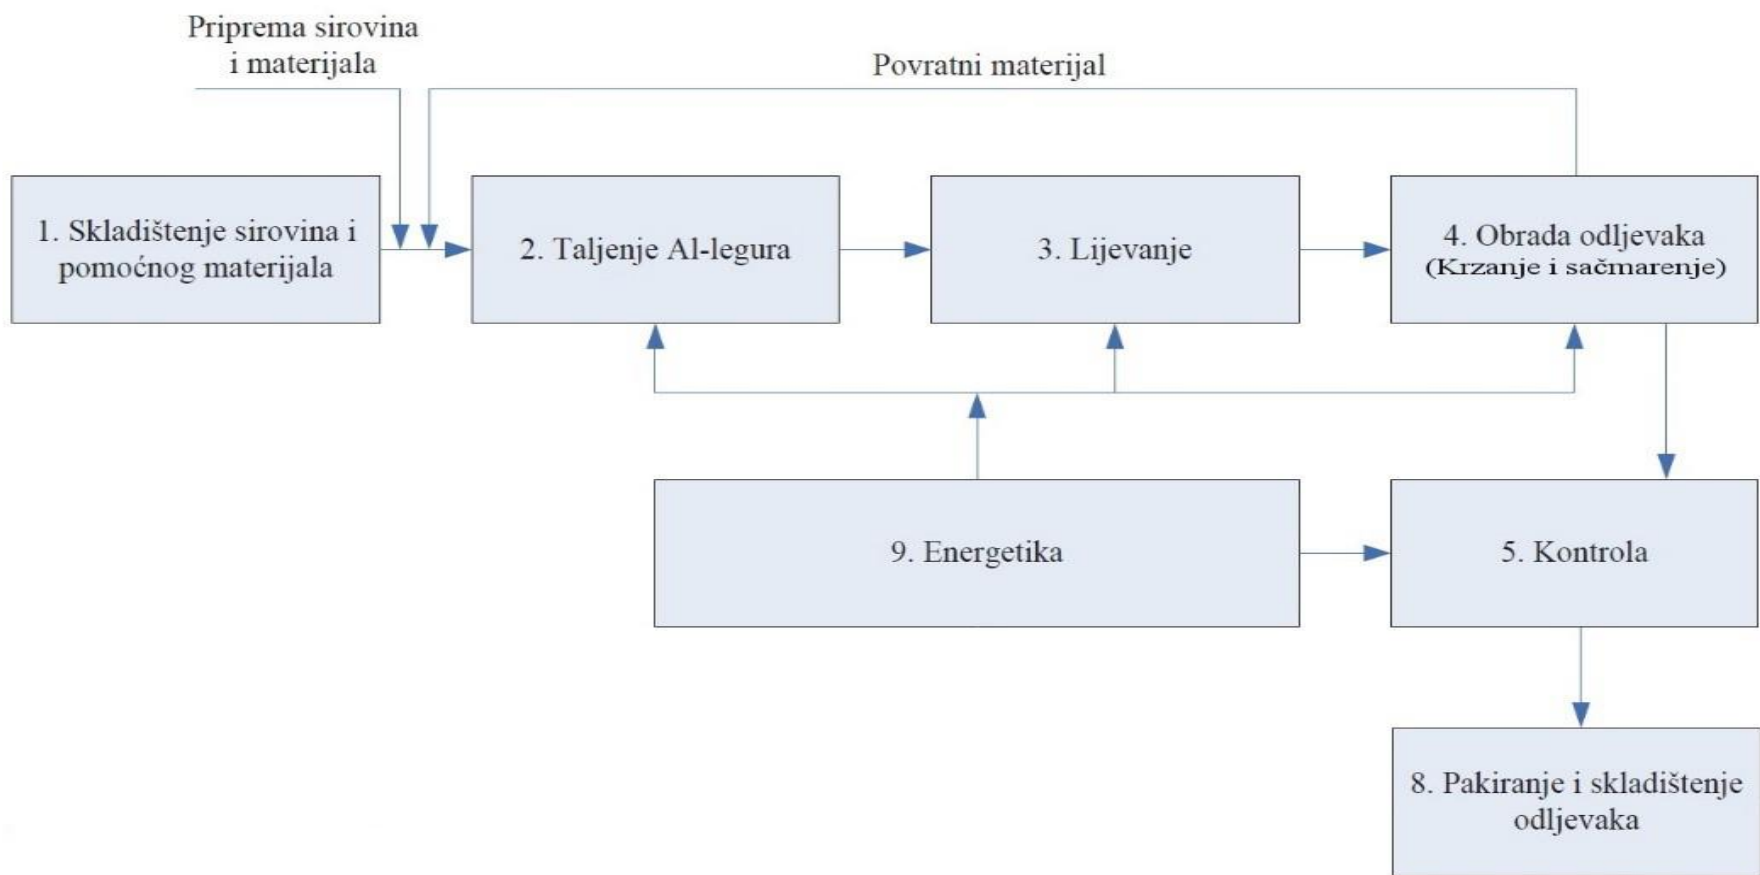 Priprema sirovina
i materijala
Povratni materijal
1. Skladištenje sirovina i
pomoćnog materijala
2. Taljenje Al-legura
3. Lijevanje
4. Obrada odljevaka
(Krzanje i sačmarenje)
9. Energetika
5. Kontrola
8. Pakiranje i skladištenje
odljevaka